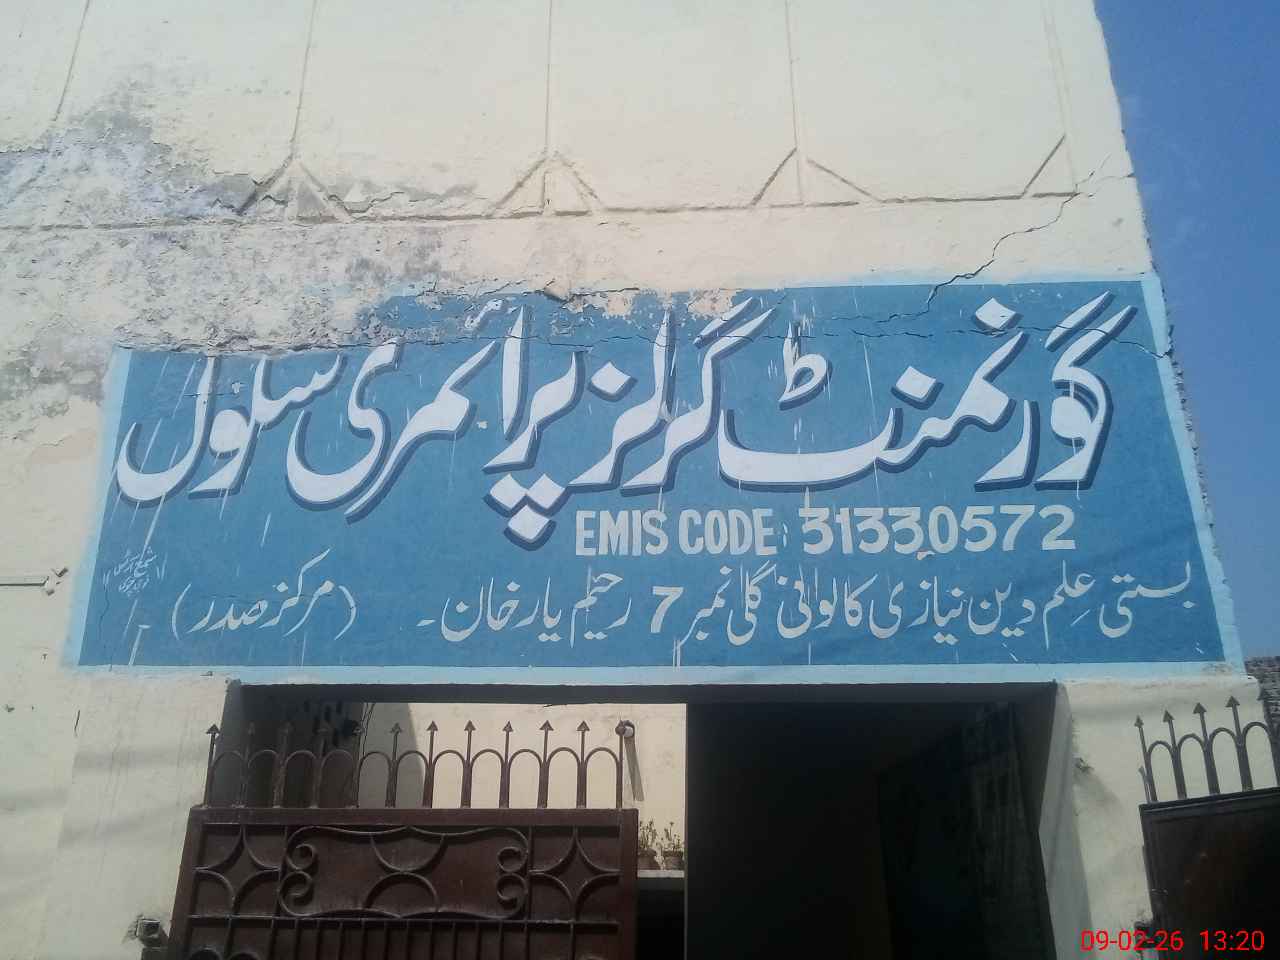 گورنمنٹ گرلز پرائمری سکول
EMIS CODE 31330572
بستی علم دین نیازی کالونی گلی نمبر 7 رحیم یار خان ۔ (مرکز صدر)
09-02-26 13:20